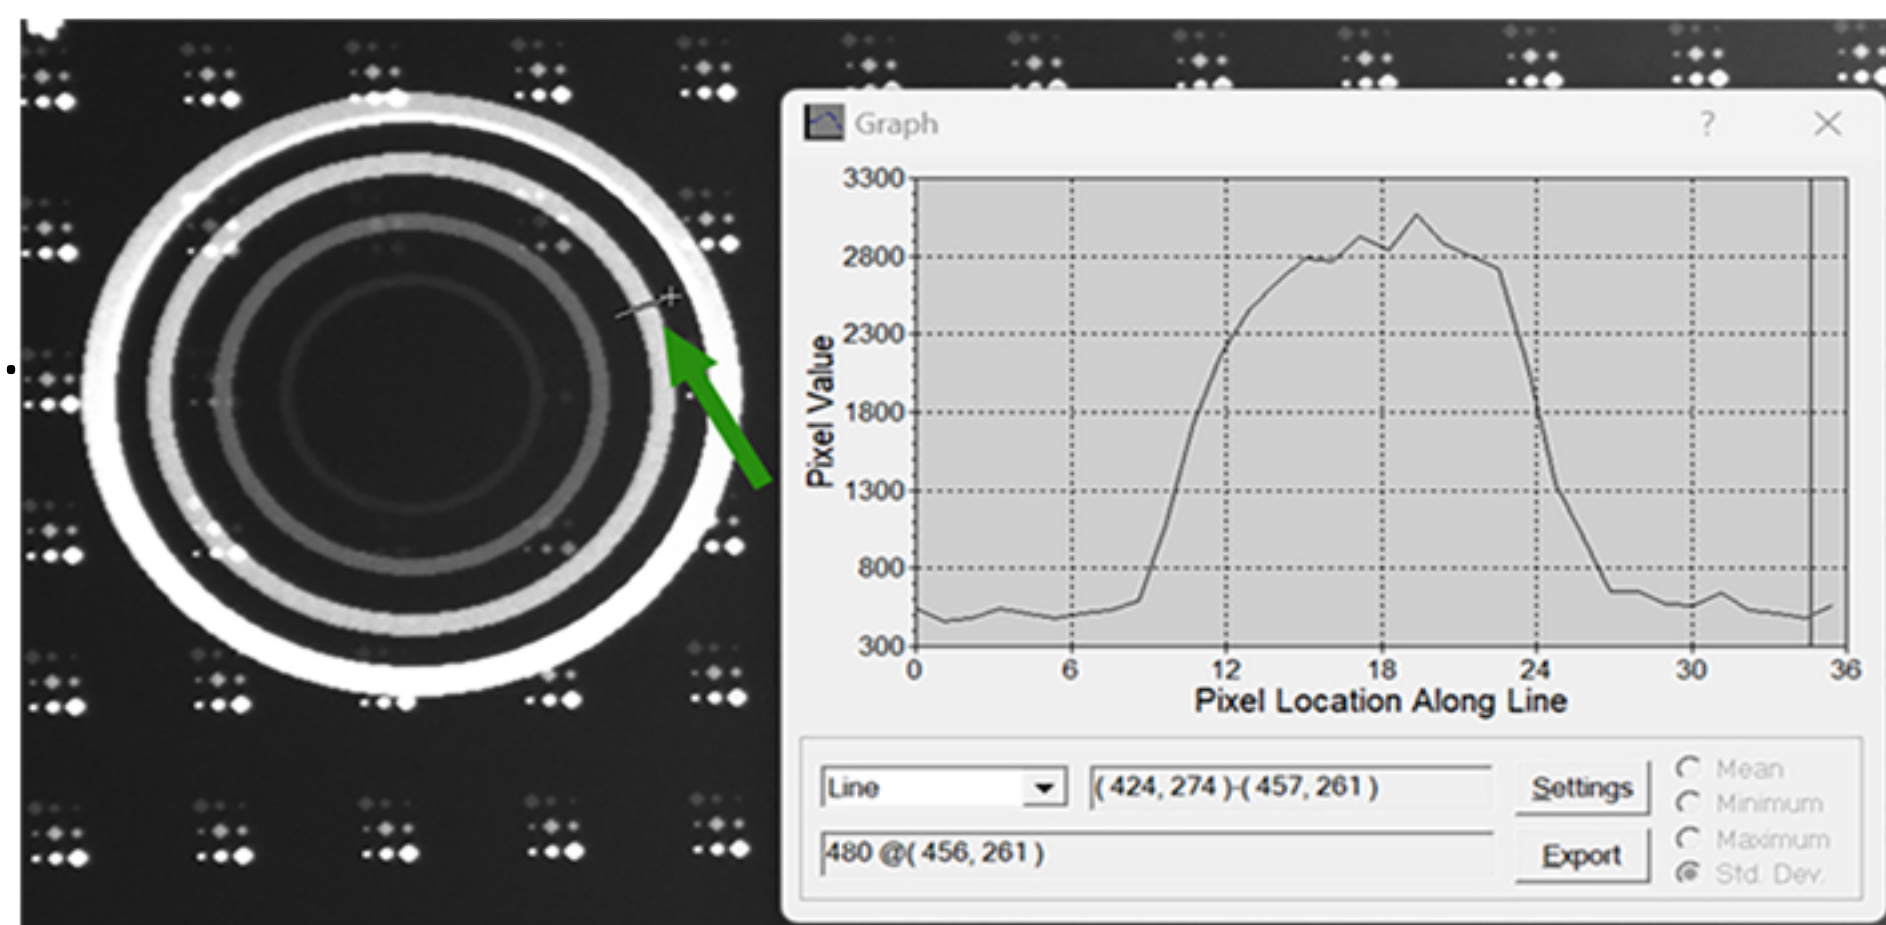 Graph ? ×
3300
2800
2300
1800
1300
800
300
Pixel Value
0 6 12 18 24 30 36
Pixel Location Along Line
Line
( 424, 274 )-( 457, 261 )
Settings
Mean
Minimum
480 @( 456, 261 )
Export
Maximum
Std. Dev.